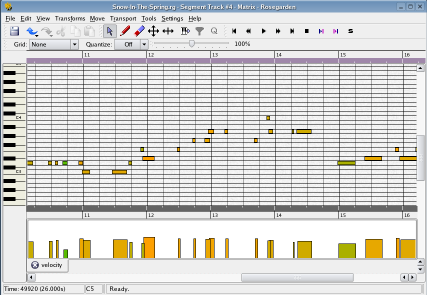 Snow-In-The Spring.rg - Segment Track #4 - Matrix - Rosegarden
File Edit View Transforms Move Transport Tools Settings Help
Grid: None Quantize: Off 100%
11 12 13 14 15 16
C4
C3
11 12 13 14 15 16
velocity
Time: 49920 (26.000s) C5 Ready.